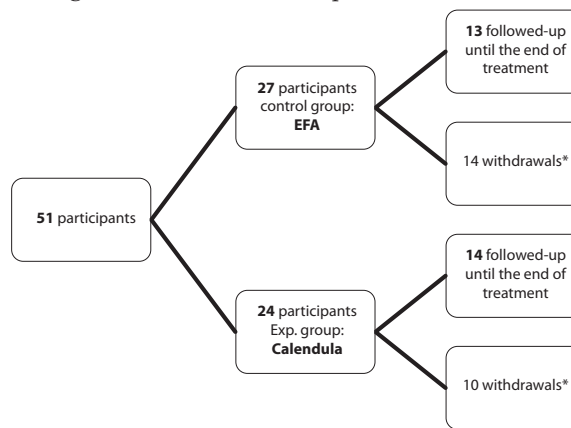 13 followed-up
until the end of
treatment
27 participants
control group:
EFA
14 withdrawals*
51 participants
14 followed-up
until the end of
treatment
24 participants
Exp. group:
Calendula
10 withdrawals*